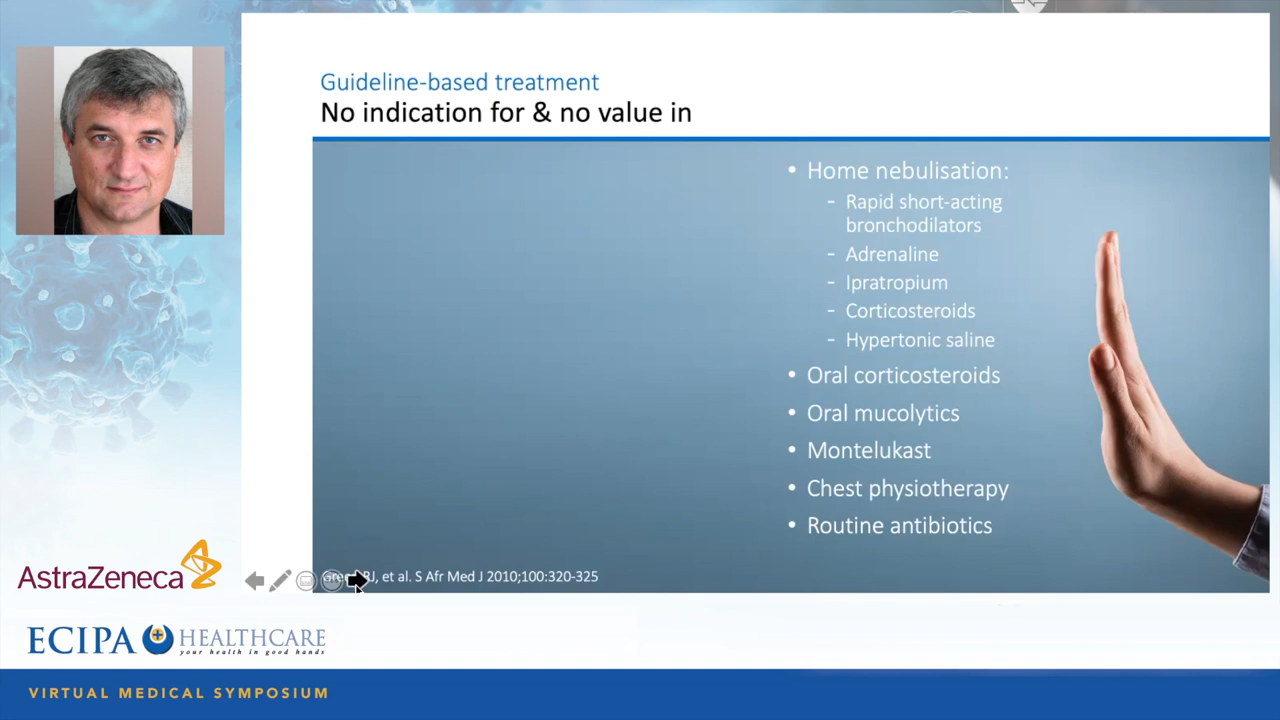 Guideline-based treatment
No indication for & no value in
• Home nebulisation:
- Rapid short-acting
bronchodilators
- Adrenaline
- Ipratropium
- Corticosteroids
- Hypertonic saline
• Oral corticosteroids
• Oral mucolytics
• Montelukast
• Chest physiotherapy
• Routine antibiotics
RJ, et al. S Afr Med J 2010;100:320-325
AstraZeneca
ECIPA HEALTHCARE
your health in good hands
VIRTUAL MEDICAL SYMPOSIUM